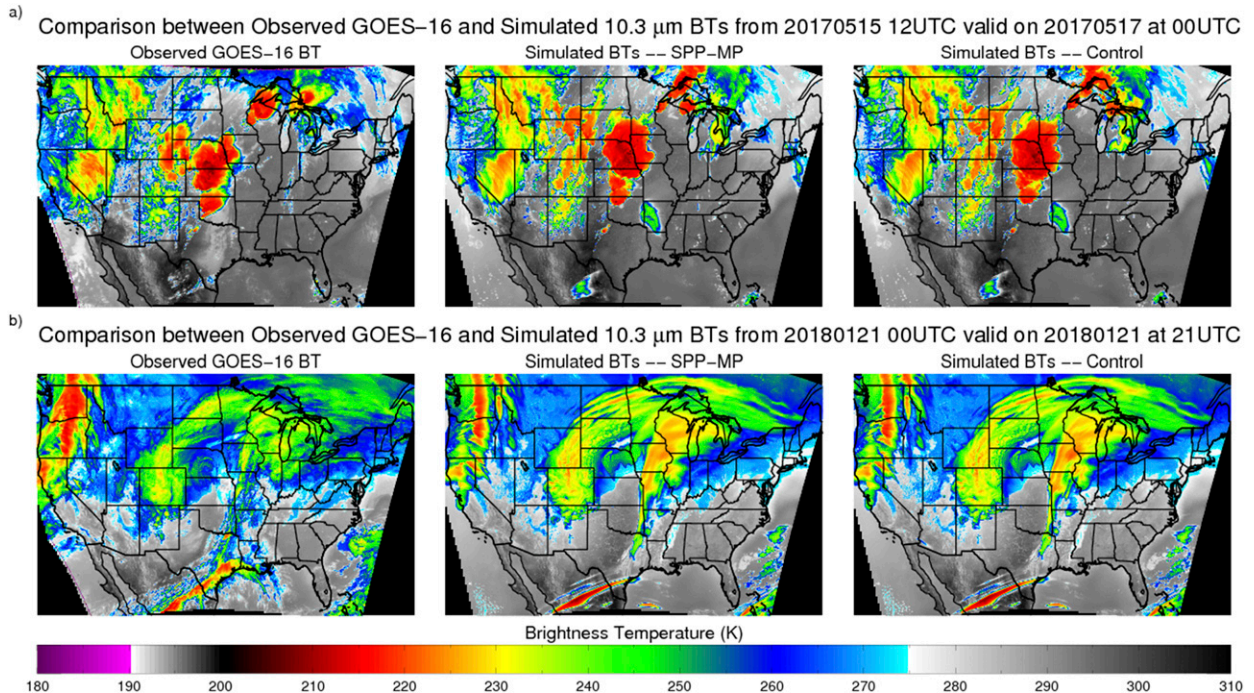 a)
Comparison between Observed GOES−16 and Simulated 10.3 µm BTs from 20170515 12UTC valid on 20170517 at 00UTC
Observed GOES−16 BT
Simulated BTs −− SPP−MP
Simulated BTs −− Control
b)
Comparison between Observed GOES−16 and Simulated 10.3 µm BTs from 20180121 00UTC valid on 20180121 at 21UTC
Observed GOES−16 BT
Simulated BTs −− SPP−MP
Simulated BTs −− Control
Brightness Temperature (K)
180 190 200 210 220 230 240 250 260 270 280 290 300 310